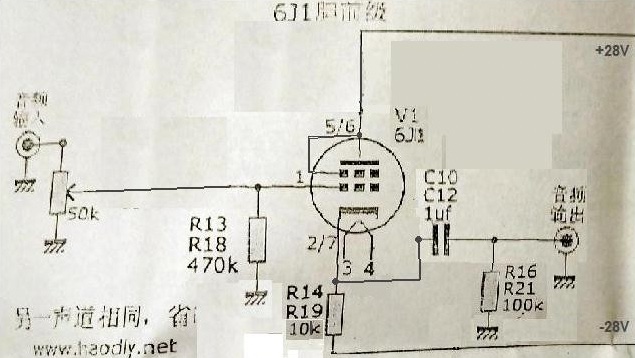 6J1胆前级
+28V
音频
输入
5/6
V1
6J1
1
50k
R13
R18
470k
2/7
3 4
C10
C12
1uf
音频
输出
R14
R19
10k
R16
R21
100k
另一声道相同，省
-28V
www.haodiy.net